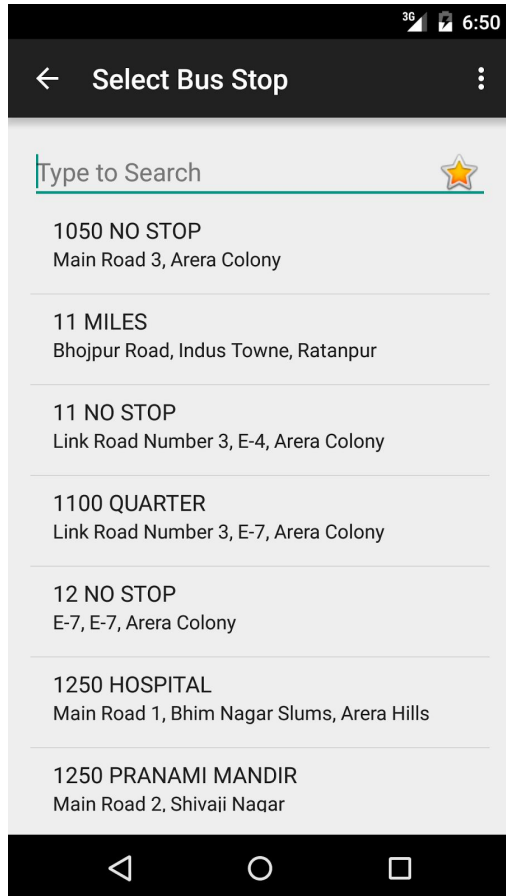 3G 6:50
Select Bus Stop
Type to Search
1050 NO STOP
Main Road 3, Arera Colony
11 MILES
Bhojpur Road, Indus Towne, Ratanpur
11 NO STOP
Link Road Number 3, E-4, Arera Colony
1100 QUARTER
Link Road Number 3, E-7, Arera Colony
12 NO STOP
E-7, E-7, Arera Colony
1250 HOSPITAL
Main Road 1, Bhim Nagar Slums, Arera Hills
1250 PRANAMI MANDIR
Main Road 2, Shivaji Nagar